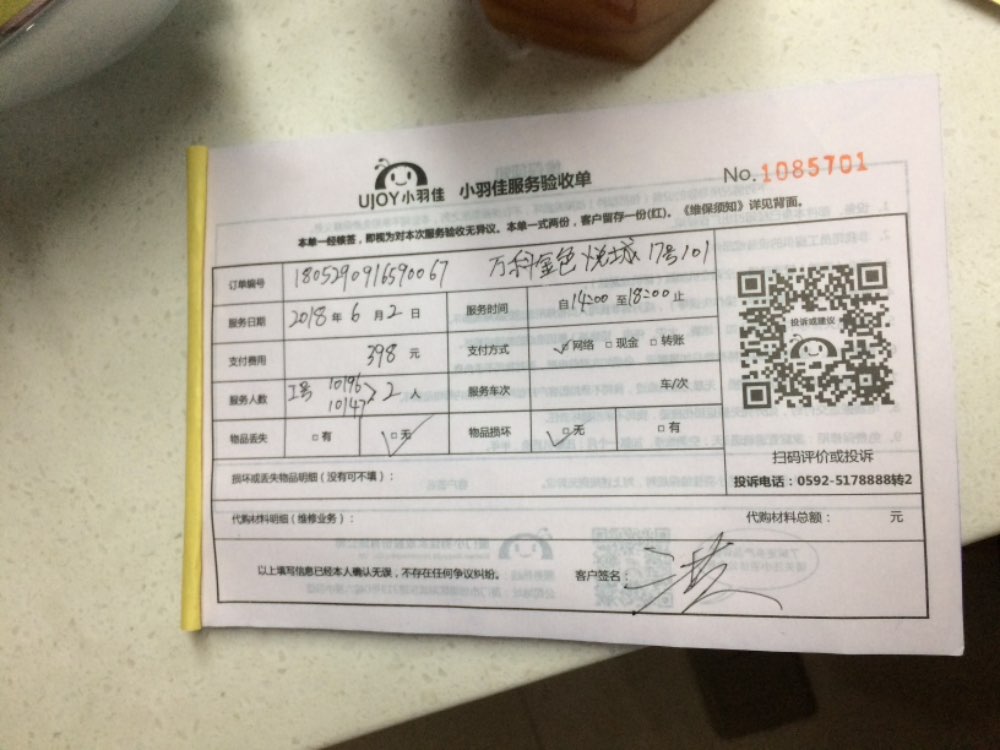 UJOY小羽佳 小羽佳服务验收单 No.1085701
本单一经核签,即视为对本次服务验收无异议。本单一式两份,客户留存一份(红)。《维保须知》详见背面。
订单编号 1805290916590067 万科金色悦城 17号101
服务日期 2018年6月2日 服务时间 自14:00至18:00止
支付费用 398元 支付方式 ☑网络 □现金 □转账
服务人数 工号 10196 10147 2人 服务车次 车/次
物品丢失 □有 ☑无 物品损坏 ☑无 □有
损坏或丢失物品明细(没有可不填):
代购材料明细(维修业务): 代购材料总额: 元
以上填写信息已经本人确认无误,不存在任何争议纠纷。 客户签名:
投诉或建议
扫码评价或投诉
投诉电话:0592-5178888转2